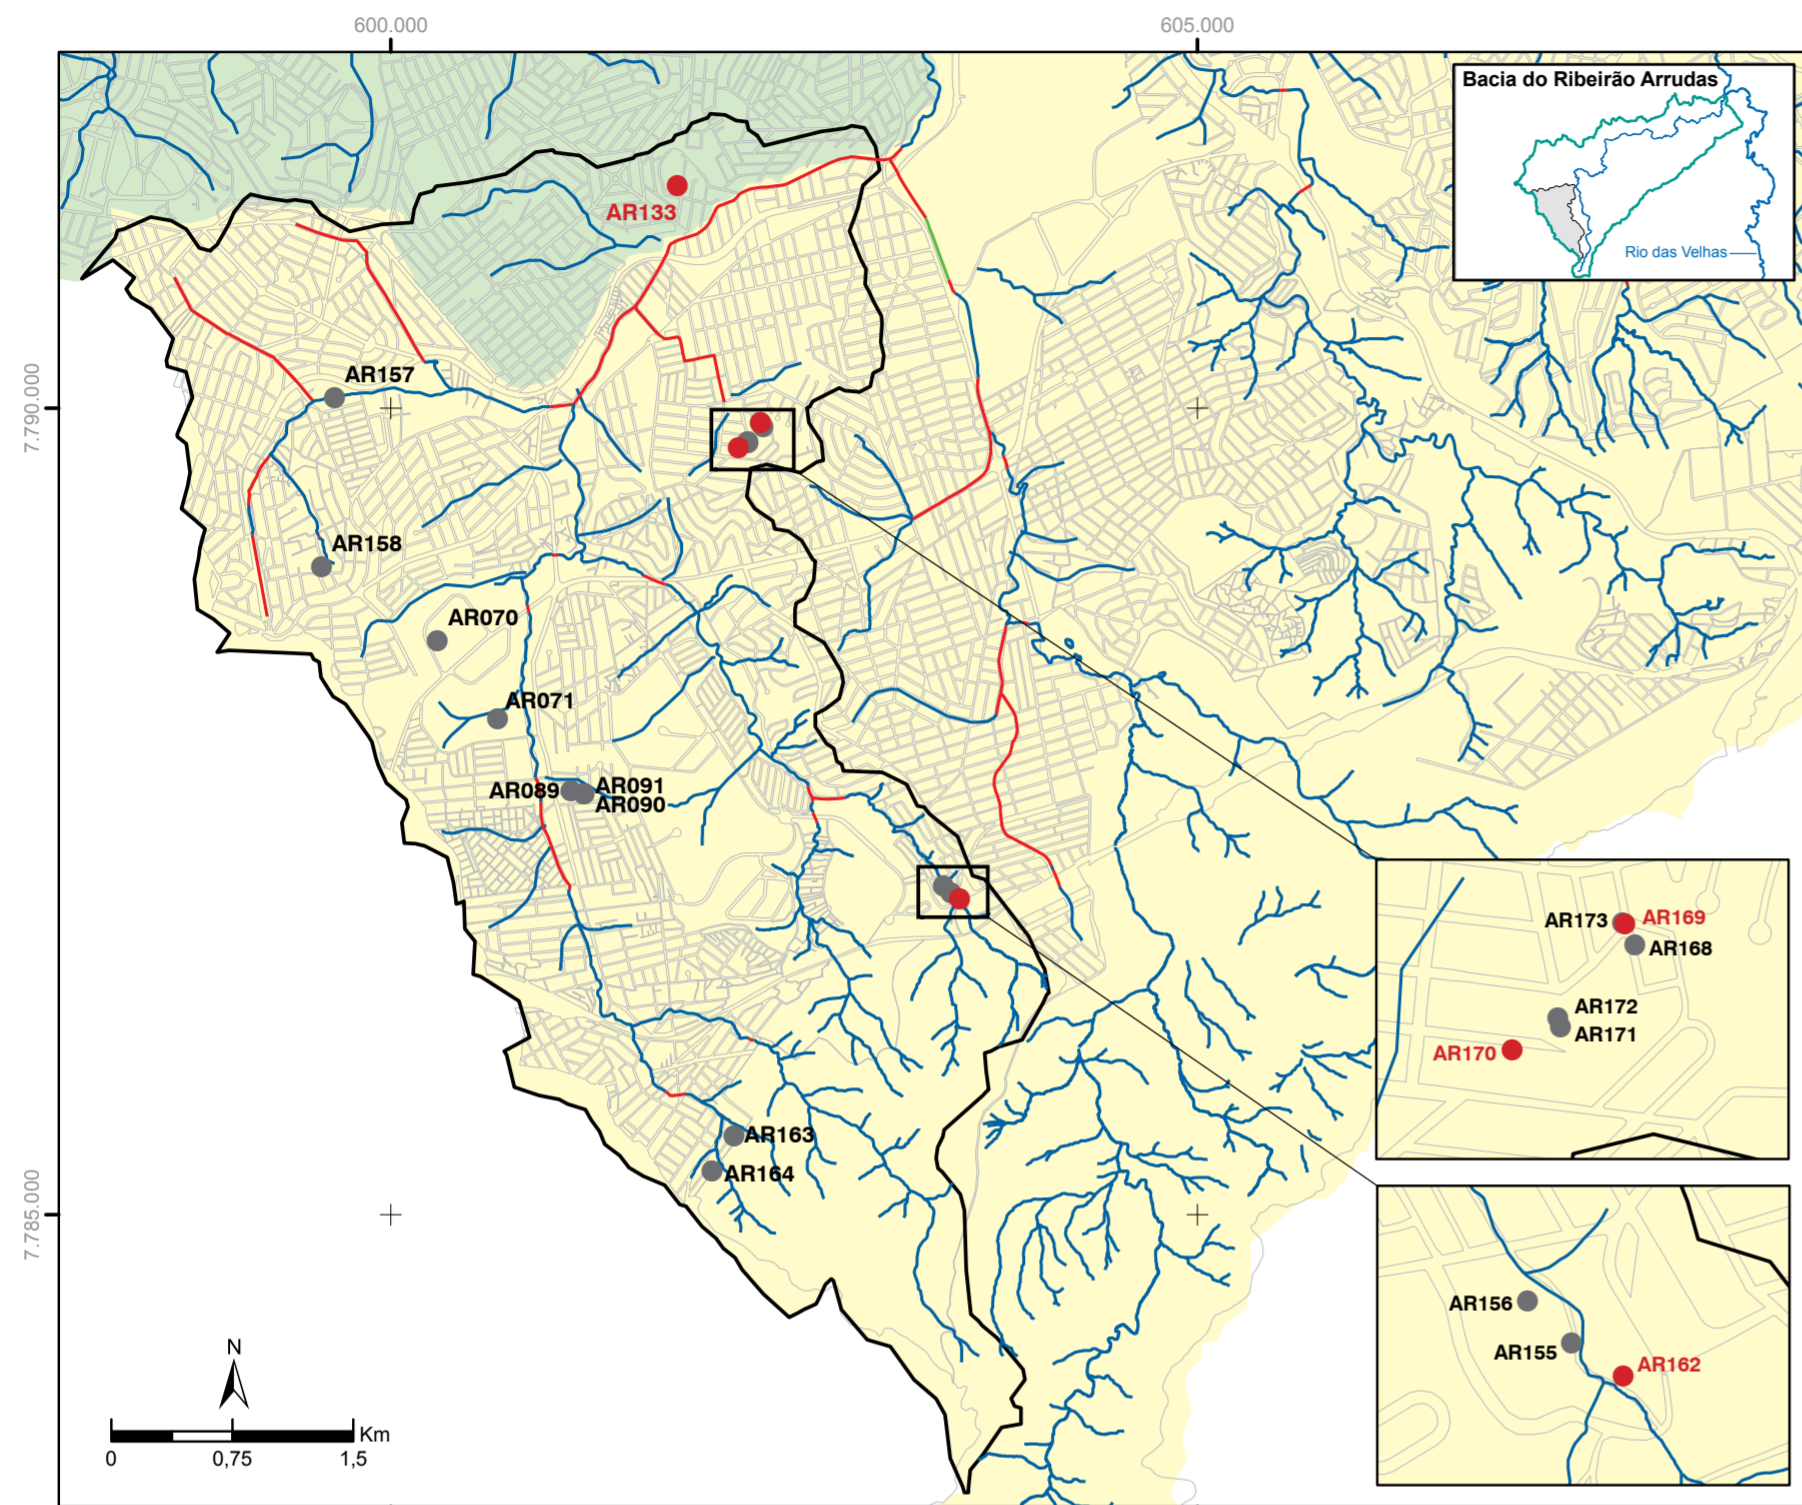 600.000
605.000
Bacia do Ribeirão Arrudas
Rio das Velhas
AR133
7.790.000
AR157
AR158
AR070
AR071
AR089
AR091
AR090
AR173
AR169
AR168
AR172
AR171
AR170
AR163
AR164
7.785.000
AR156
AR155
AR162
N
Km
0
0,75
1,5